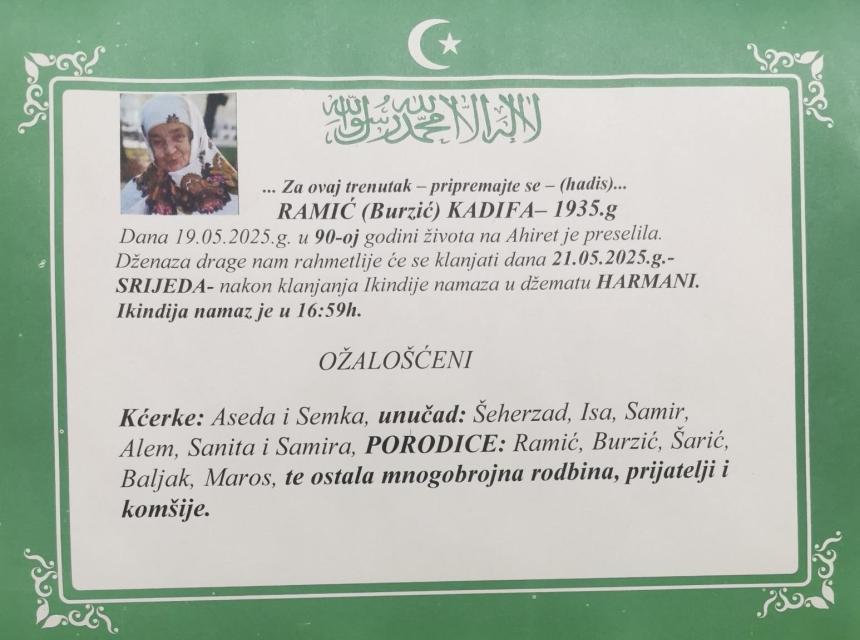 لا إله إلا الله محمد رسول الله
... Za ovaj trenutak – pripremajte se – (hadis)...
RAMIĆ (Burzić) KADIFA– 1935.g
Dana 19.05.2025.g. u 90-oj godini života na Ahiret je preselila.
Dženaza drage nam rahmetlije će se klanjati dana 21.05.2025.g.-
SRIJEDA- nakon klanjanja Ikindije namaza u džematu HARMANI.
Ikindija namaz je u 16:59h.
OŽALOŠĆENI
Kćerke: Aseda i Semka, unučad: Šeherzad, Isa, Samir,
Alem, Sanita i Samira, PORODICE: Ramić, Burzić, Šarić,
Baljak, Maros, te ostala mnogobrojna rodbina, prijatelji i
komšije.